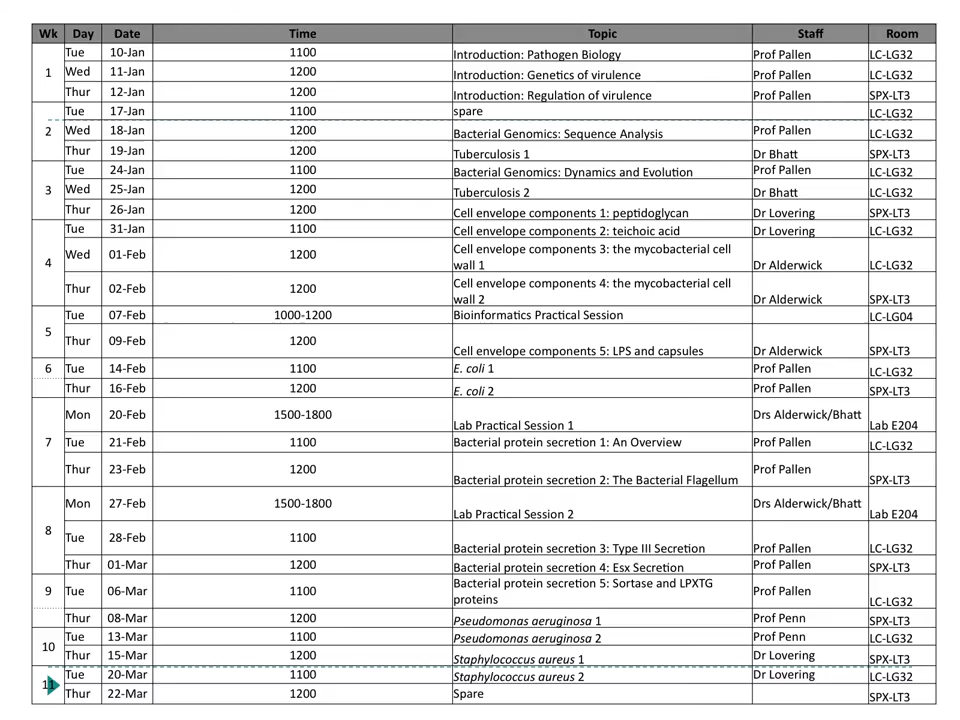 Wk Day Date Time Topic Staff Room
1 Tue 10-Jan 1100 Introduction: Pathogen Biology Prof Pallen LC-LG32
Wed 11-Jan 1200 Introduction: Genetics of virulence Prof Pallen LC-LG32
Thur 12-Jan 1200 Introduction: Regulation of virulence Prof Pallen SPX-LT3
2 Tue 17-Jan 1100 spare LC-LG32
Wed 18-Jan 1200 Bacterial Genomics: Sequence Analysis Prof Pallen LC-LG32
Thur 19-Jan 1200 Tuberculosis 1 Dr Bhatt SPX-LT3
3 Tue 24-Jan 1100 Bacterial Genomics: Dynamics and Evolution Prof Pallen LC-LG32
Wed 25-Jan 1200 Tuberculosis 2 Dr Bhatt LC-LG32
Thur 26-Jan 1200 Cell envelope components 1: peptidoglycan Dr Lovering SPX-LT3
4 Tue 31-Jan 1100 Cell envelope components 2: teichoic acid Dr Lovering LC-LG32
Wed 01-Feb 1200 Cell envelope components 3: the mycobacterial cell
wall 1 Dr Alderwick LC-LG32
Thur 02-Feb 1200 Cell envelope components 4: the mycobacterial cell
wall 2 Dr Alderwick SPX-LT3
5 Tue 07-Feb 1000-1200 Bioinformatics Practical Session LC-LG04
Thur 09-Feb 1200 Cell envelope components 5: LPS and capsules Dr Alderwick SPX-LT3
6 Tue 14-Feb 1100 E. coli 1 Prof Pallen LC-LG32
Thur 16-Feb 1200 E. coli 2 Prof Pallen SPX-LT3
7 Mon 20-Feb 1500-1800 Lab Practical Session 1 Drs Alderwick/Bhatt Lab E204
Tue 21-Feb 1100 Bacterial protein secretion 1: An Overview Prof Pallen LC-LG32
Thur 23-Feb 1200 Bacterial protein secretion 2: The Bacterial Flagellum Prof Pallen SPX-LT3
8 Mon 27-Feb 1500-1800 Lab Practical Session 2 Drs Alderwick/Bhatt Lab E204
Tue 28-Feb 1100 Bacterial protein secretion 3: Type III Secretion Prof Pallen LC-LG32
Thur 01-Mar 1200 Bacterial protein secretion 4: Esx Secretion Prof Pallen SPX-LT3
9 Tue 06-Mar 1100 Bacterial protein secretion 5: Sortase and LPXTG
proteins Prof Pallen LC-LG32
Thur 08-Mar 1200 Pseudomonas aeruginosa 1 Prof Penn SPX-LT3
10 Tue 13-Mar 1100 Pseudomonas aeruginosa 2 Prof Penn LC-LG32
Thur 15-Mar 1200 Staphylococcus aureus 1 Dr Lovering SPX-LT3
11 Tue 20-Mar 1100 Staphylococcus aureus 2 Dr Lovering LC-LG32
Thur 22-Mar 1200 Spare SPX-LT3